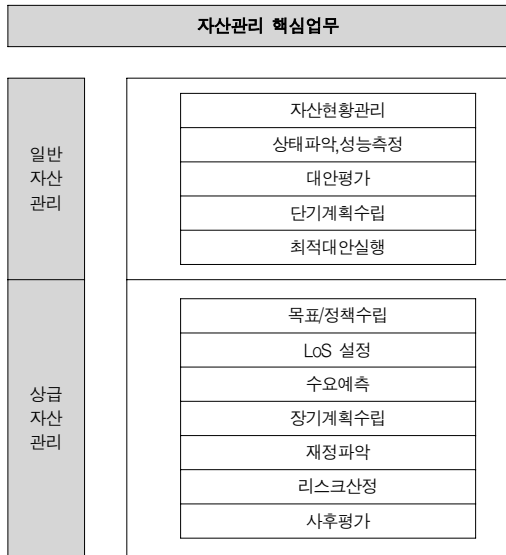 자산관리 핵심업무
일반
자산
관리
자산현황관리
상태파악,성능측정
대안평가
단기계획수립
최적대안실행
상급
자산
관리
목표/정책수립
LoS 설정
수요예측
장기계획수립
재정파악
리스크산정
사후평가